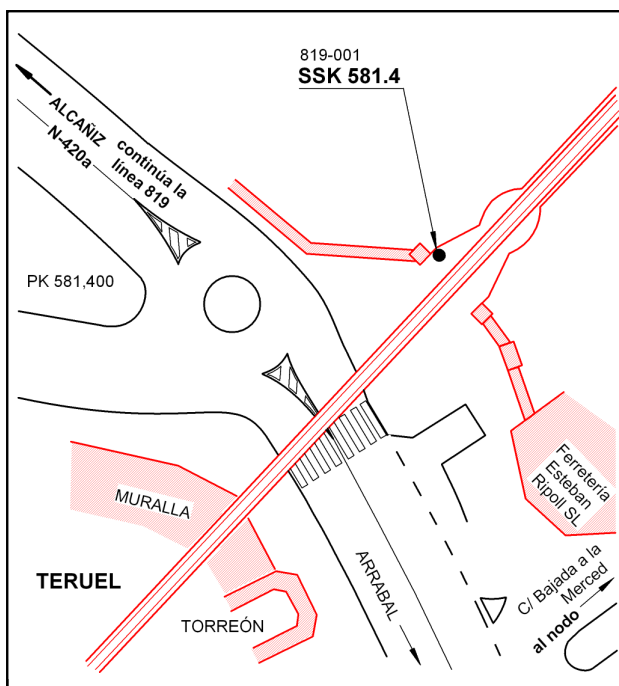 819-001
SSK 581.4
ALCAÑIZ
N-420a
continúa la
línea 819
PK 581,400
MURALLA
TERUEL
TORREÓN
ARRABAL
Ferretería
Esteban
Ripoll SL
C/ Bajada a la
Merced
al nodo